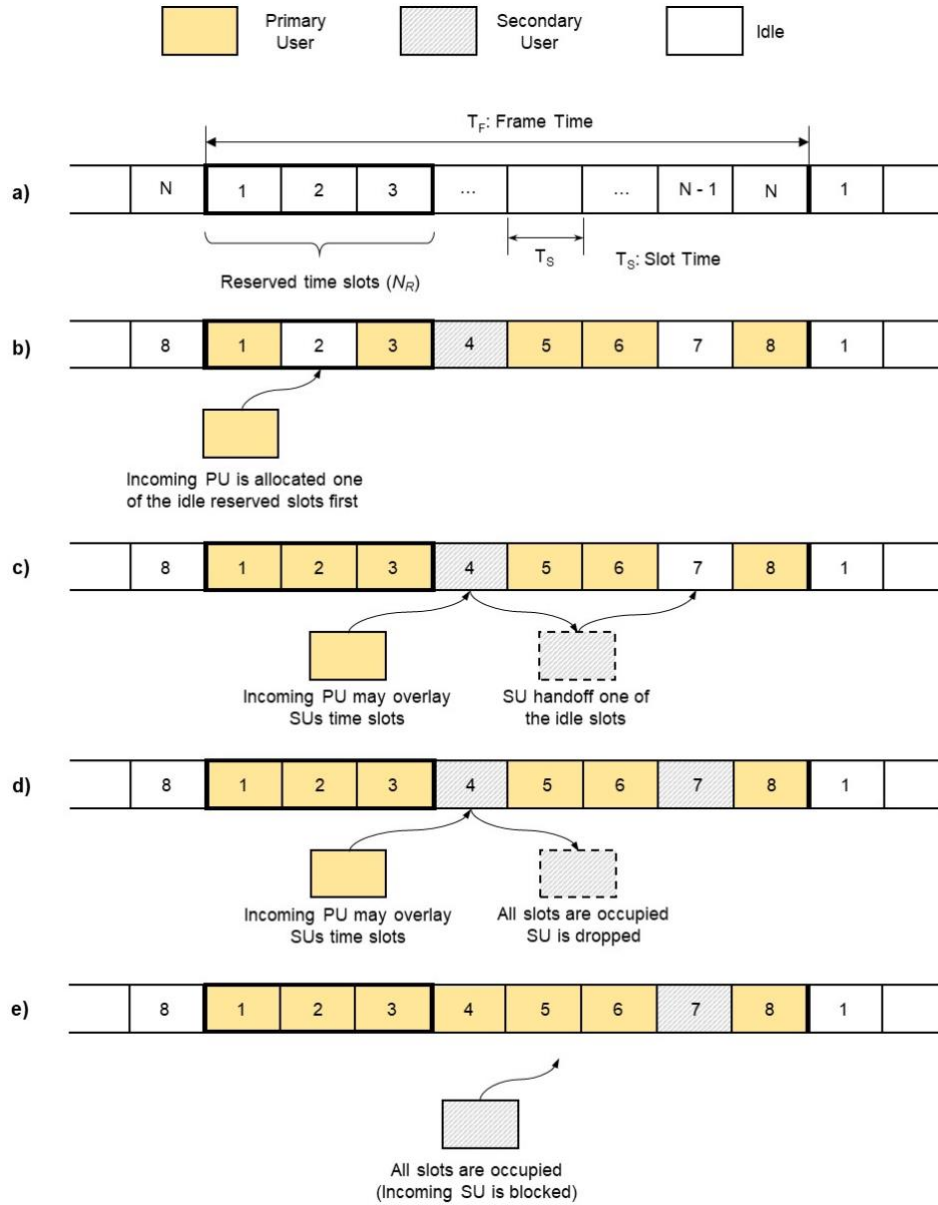 Primary
User
Secondary
User
Idle
T_F: Frame Time
a)
N 1 2 3 ... ... N - 1 N 1
T_S
T_S: Slot Time
Reserved time slots (N_R)
b)
8 1 2 3 4 5 6 7 8 1
Incoming PU is allocated one
of the idle reserved slots first
c)
8 1 2 3 4 5 6 7 8 1
Incoming PU may overlay
SUs time slots
SU handoff one of
the idle slots
d)
8 1 2 3 4 5 6 7 8 1
Incoming PU may overlay
SUs time slots
All slots are occupied
SU is dropped
e)
8 1 2 3 4 5 6 7 8 1
All slots are occupied
(Incoming SU is blocked)